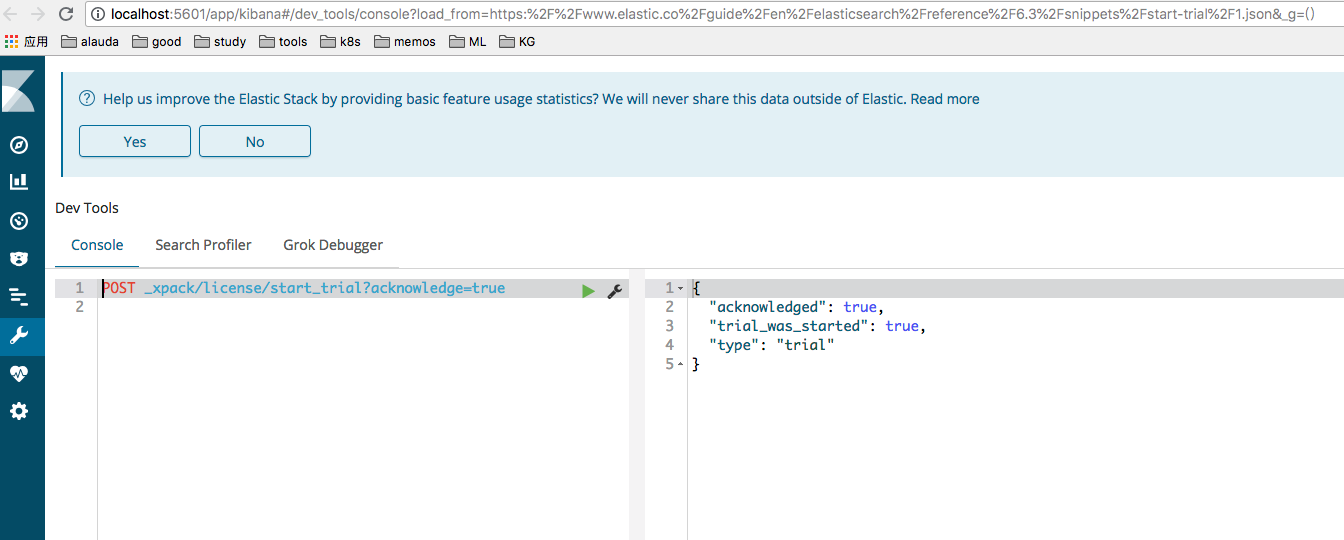 localhost:5601/app/kibana#/dev_tools/console?load_from=https:%2F%2Fwww.elastic.co%2Fguide%2Fen%2Felasticsearch%2Freference%2F6.3%2Fsnippets%2Fstart-trial%2F1.json&_g=()
应用 alauda good study tools k8s memos ML KG
Help us improve the Elastic Stack by providing basic feature usage statistics? We will never share this data outside of Elastic. Read more
Yes No
Dev Tools
Console Search Profiler Grok Debugger
1 POST _xpack/license/start_trial?acknowledge=true
2
1 {
2 "acknowledged": true,
3 "trial_was_started": true,
4 "type": "trial"
5 }